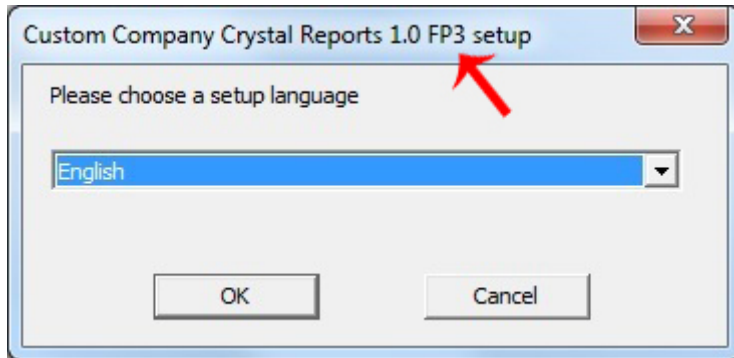 Custom Company Crystal Reports 1.0 FP3 setup
Please choose a setup language
English
OK
Cancel